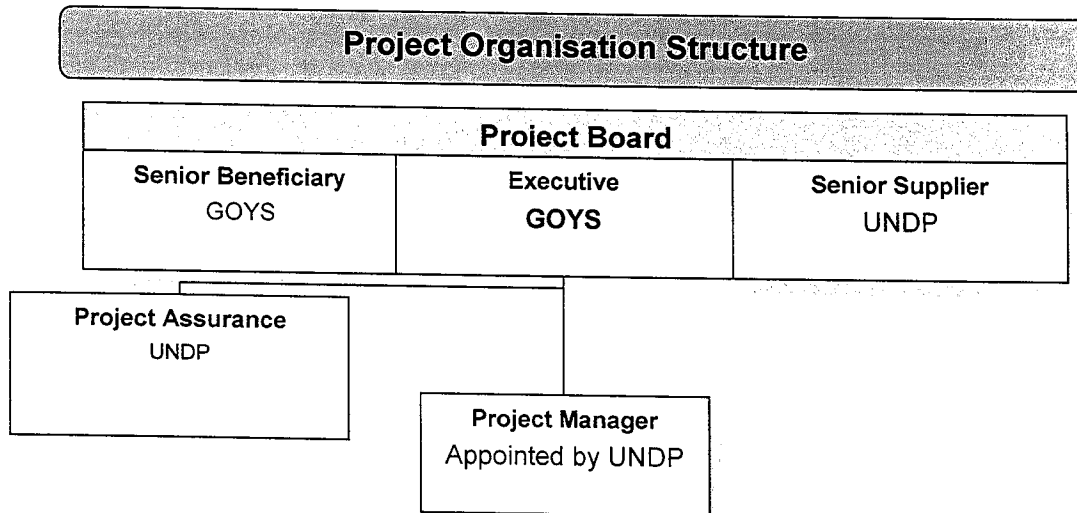 Project Organisation Structure
Project Board
Senior Beneficiary
GOYS
Executive
GOYS
Senior Supplier
UNDP
Project Assurance
UNDP
Project Manager
Appointed by UNDP